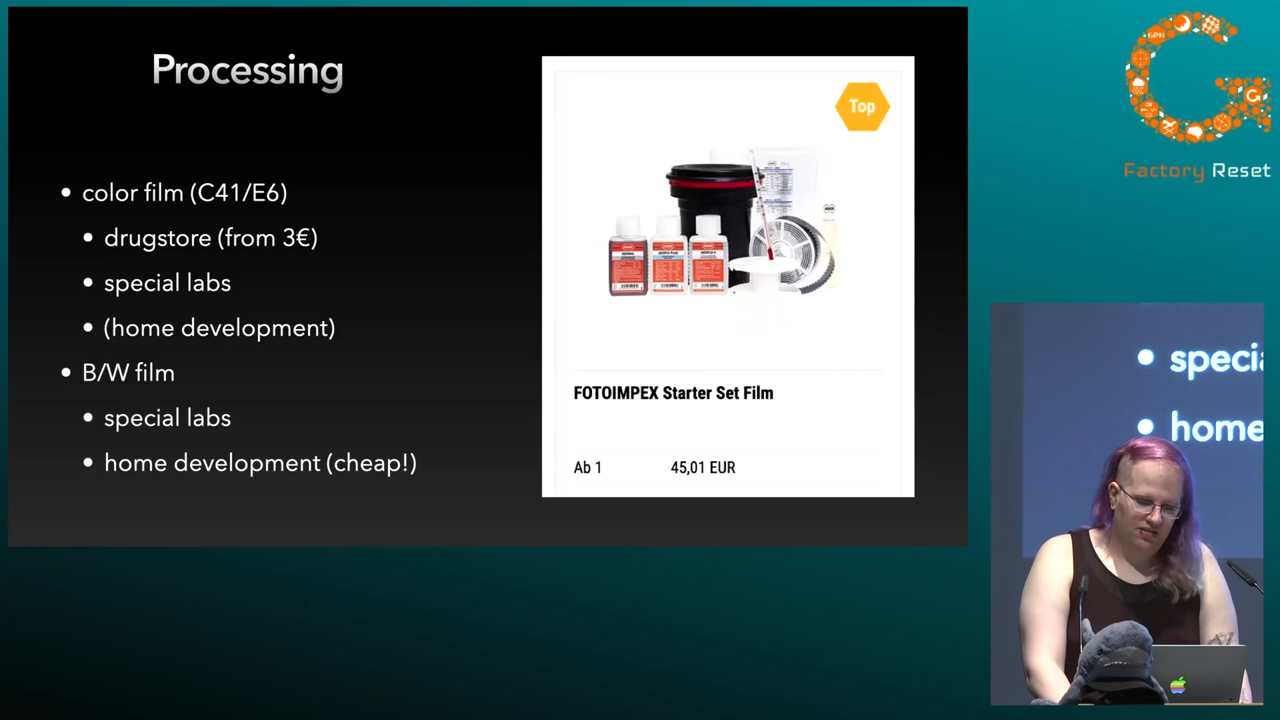 Processing
color film (C41/E6)
drugstore (from 3€)
special labs
(home development)
B/W film
special labs
home development (cheap!)
Top
FOTOIMPEX Starter Set Film
Ab 1 45,01 EUR
GPN
G
Factory Reset
specia
home